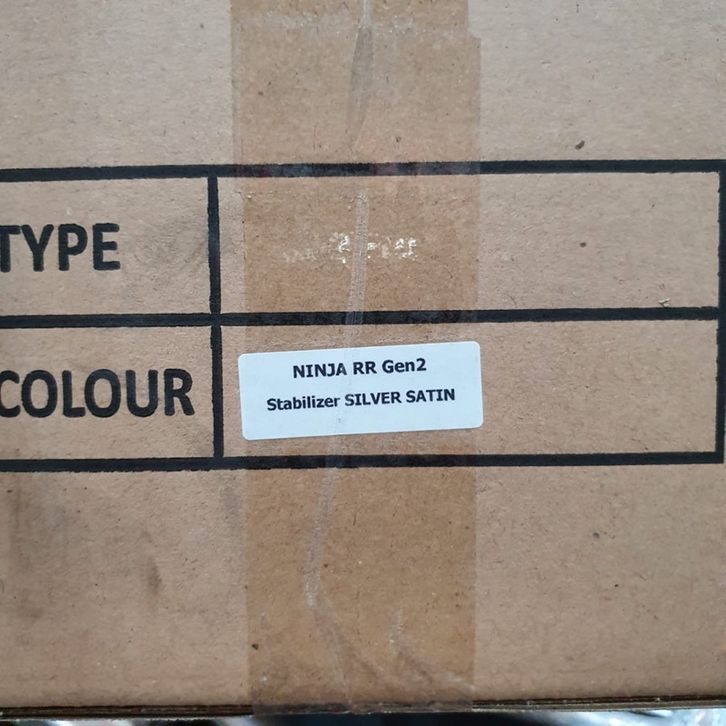 TYPE
COLOUR
NINJA RR Gen2
Stabilizer SILVER SATIN